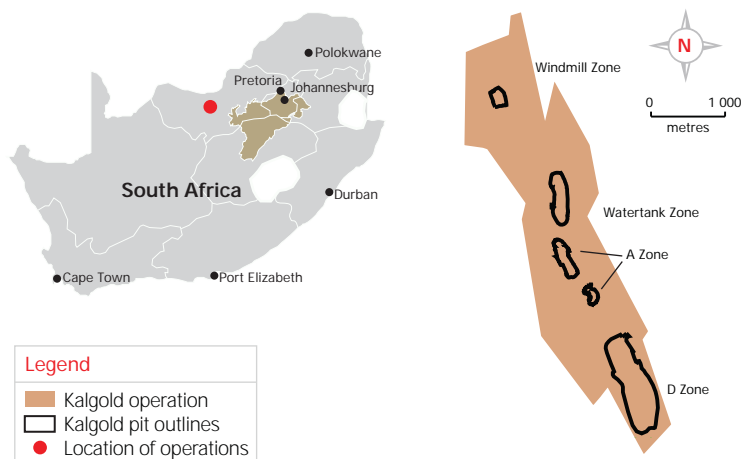 Polokwane
Pretoria
Johannesburg
South Africa
Durban
Cape Town
Port Elizabeth
Legend
Kalgold operation
Kalgold pit outlines
Location of operations
Windmill Zone
N
0 1 000
metres
Watertank Zone
A Zone
D Zone